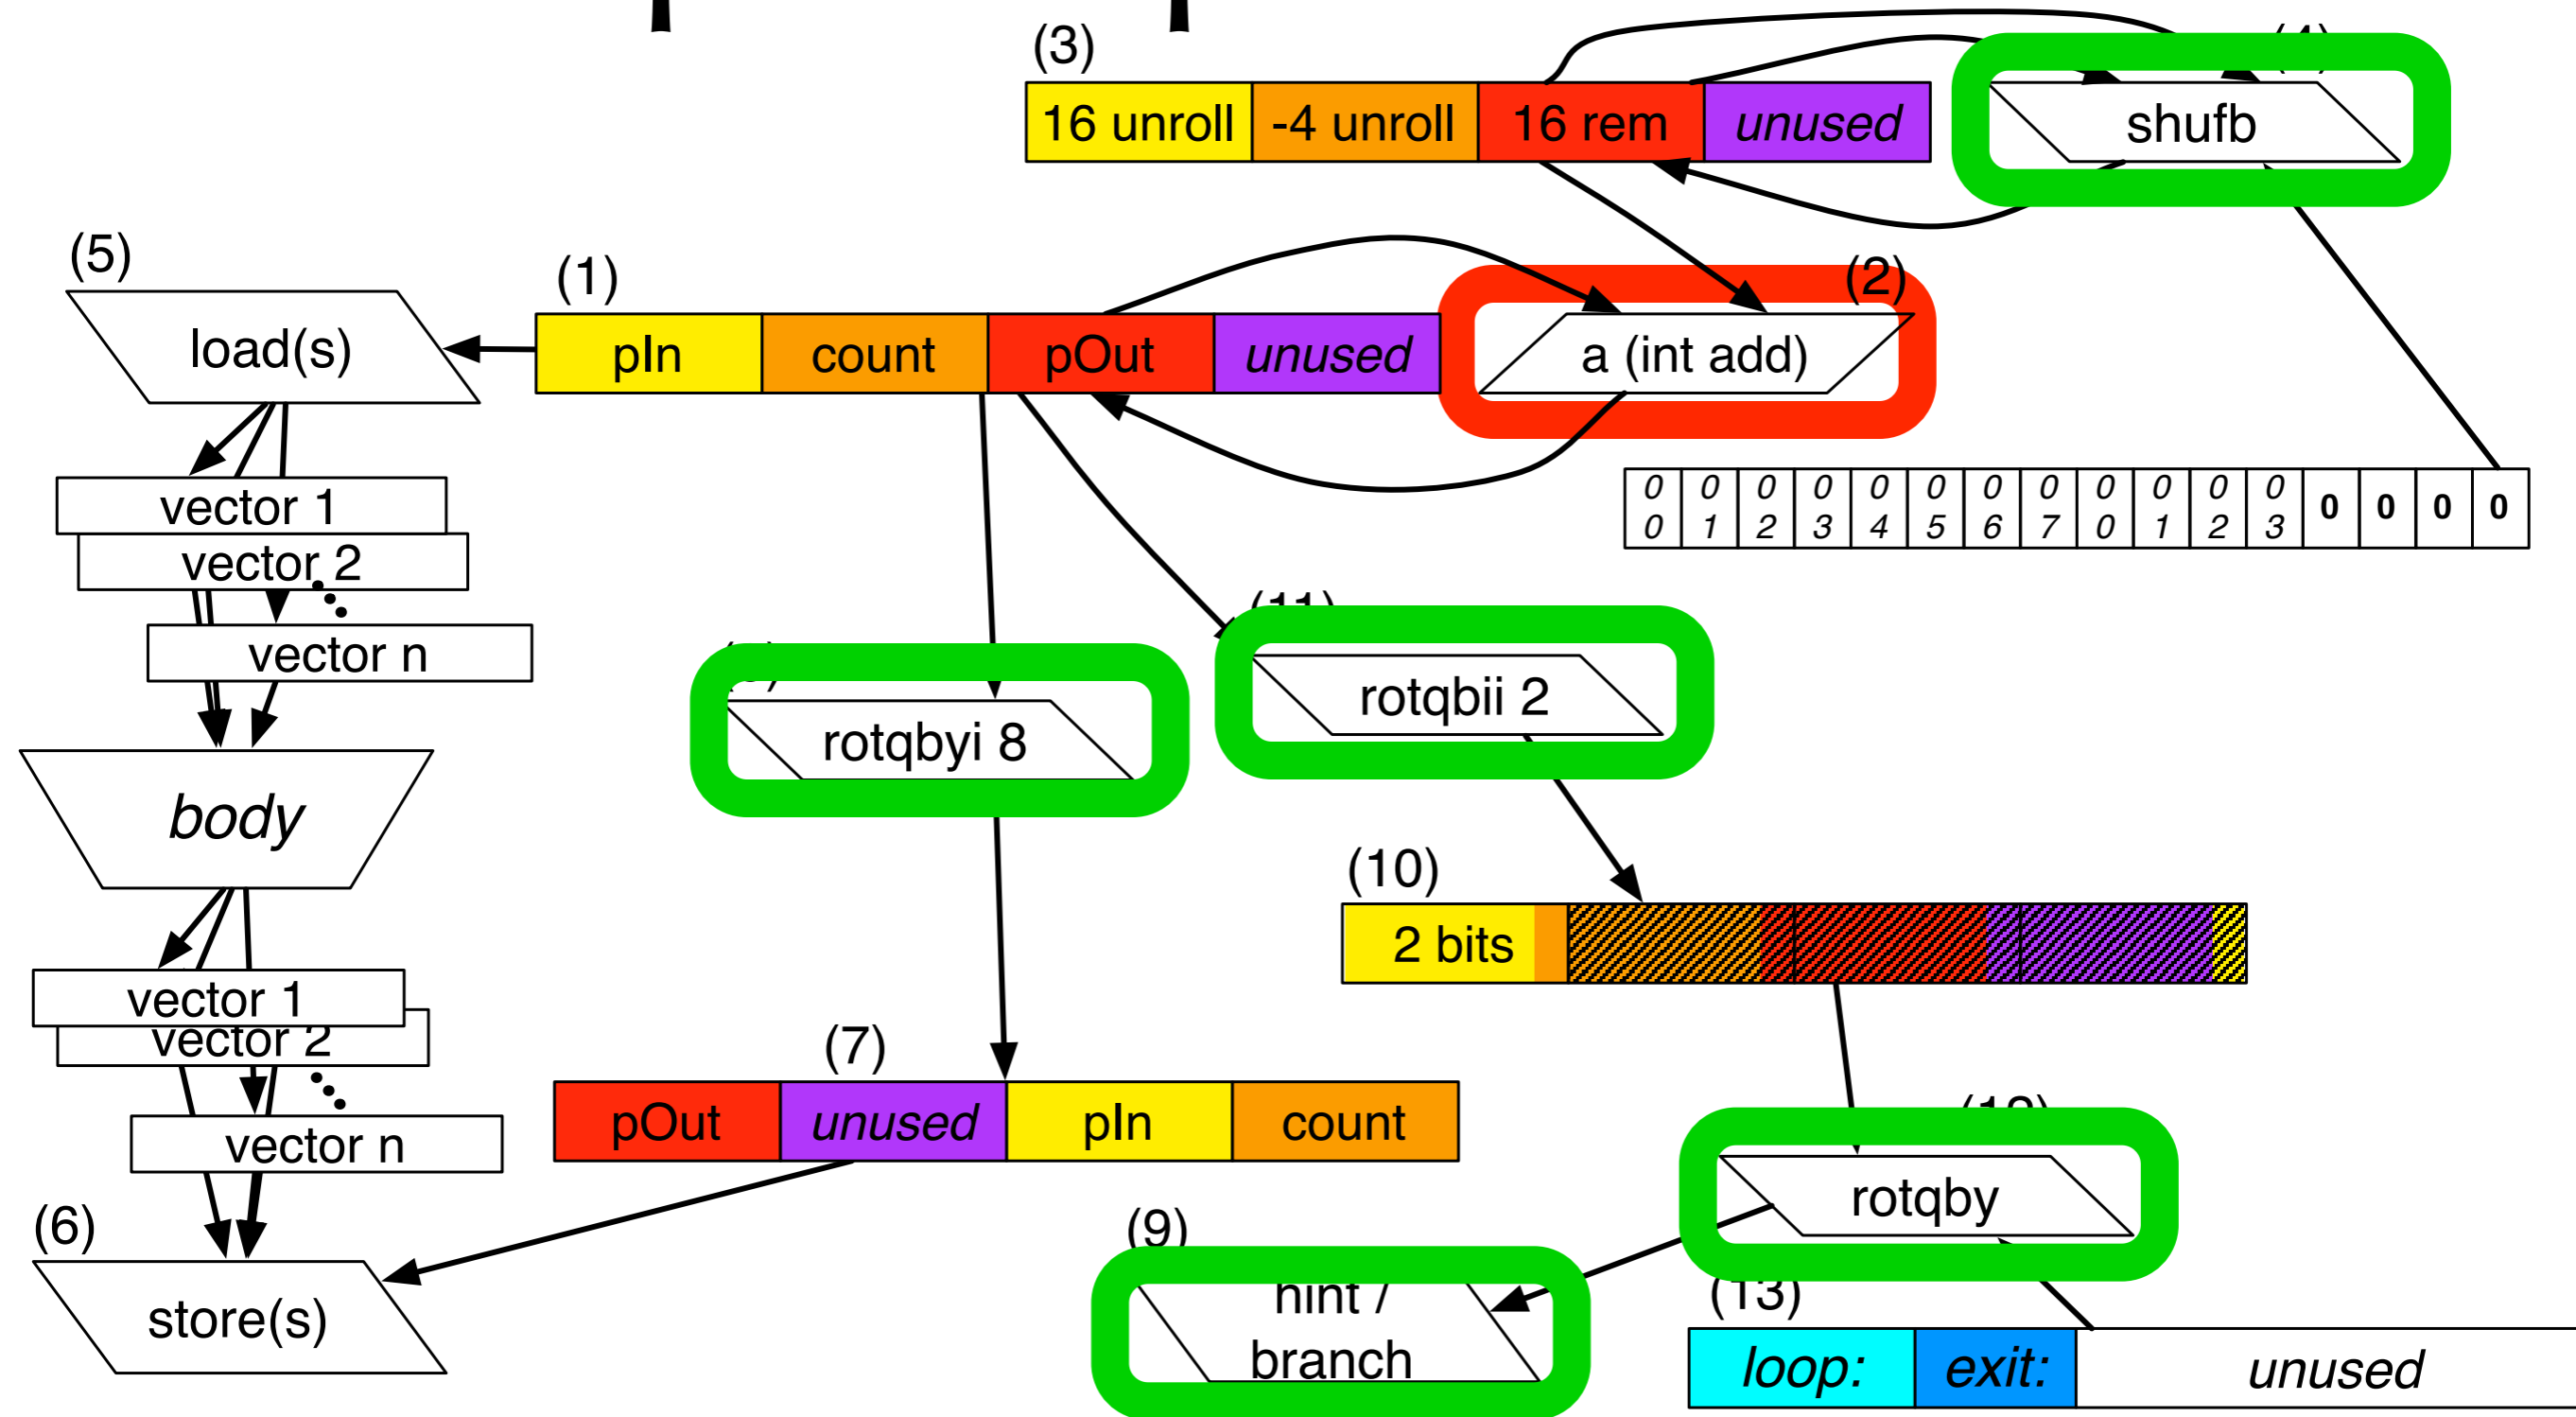 (3)
16 unroll -4 unroll 16 rem unused
shufb
(5)
(1)
(2)
load(s)
pIn count pOut unused
a (int add)
vector 1
vector 2
vector n
0 0 0 0 0 0 0 0 0 0 0 0 0 0 0 0
0 1 2 3 4 5 6 7 0 1 2 3
(11)
rotqbyi 8
rotqbii 2
body
(10)
2 bits
vector 1
vector 2
vector n
(7)
pOut unused pIn count
(12)
rotqby
(6)
store(s)
(9)
hint /
branch
(13)
loop: exit: unused